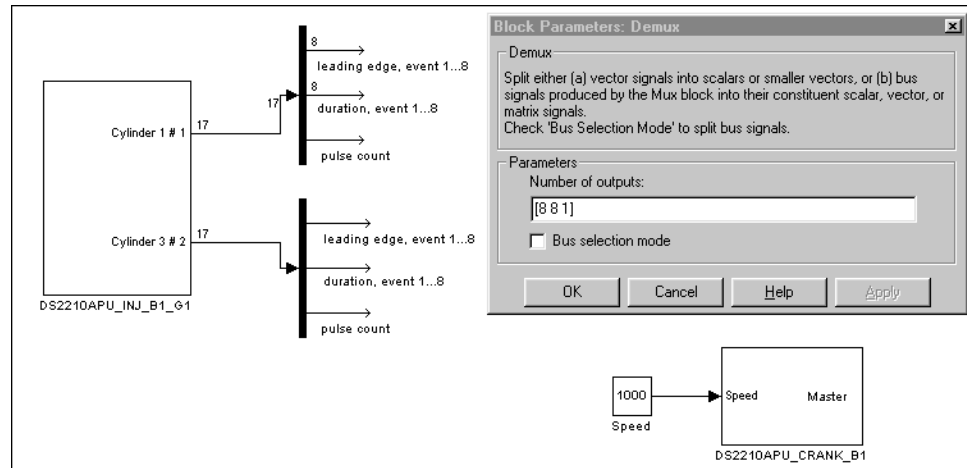 8
leading edge, event 1...8
8
17
duration, event 1...8
Cylinder 1 # 1
17
pulse count
Cylinder 3 # 2
17
leading edge, event 1...8
duration, event 1...8
pulse count
DS2210APU_INJ_B1_G1
Block Parameters: Demux
Demux
Split either (a) vector signals into scalars or smaller vectors, or (b) bus
signals produced by the Mux block into their constituent scalar, vector, or
matrix signals.
Check 'Bus Selection Mode' to split bus signals.
Parameters
Number of outputs:
[8 8 1]
Bus selection mode
OK
Cancel
Help
Apply
1000
Speed
Speed
Master
DS2210APU_CRANK_B1